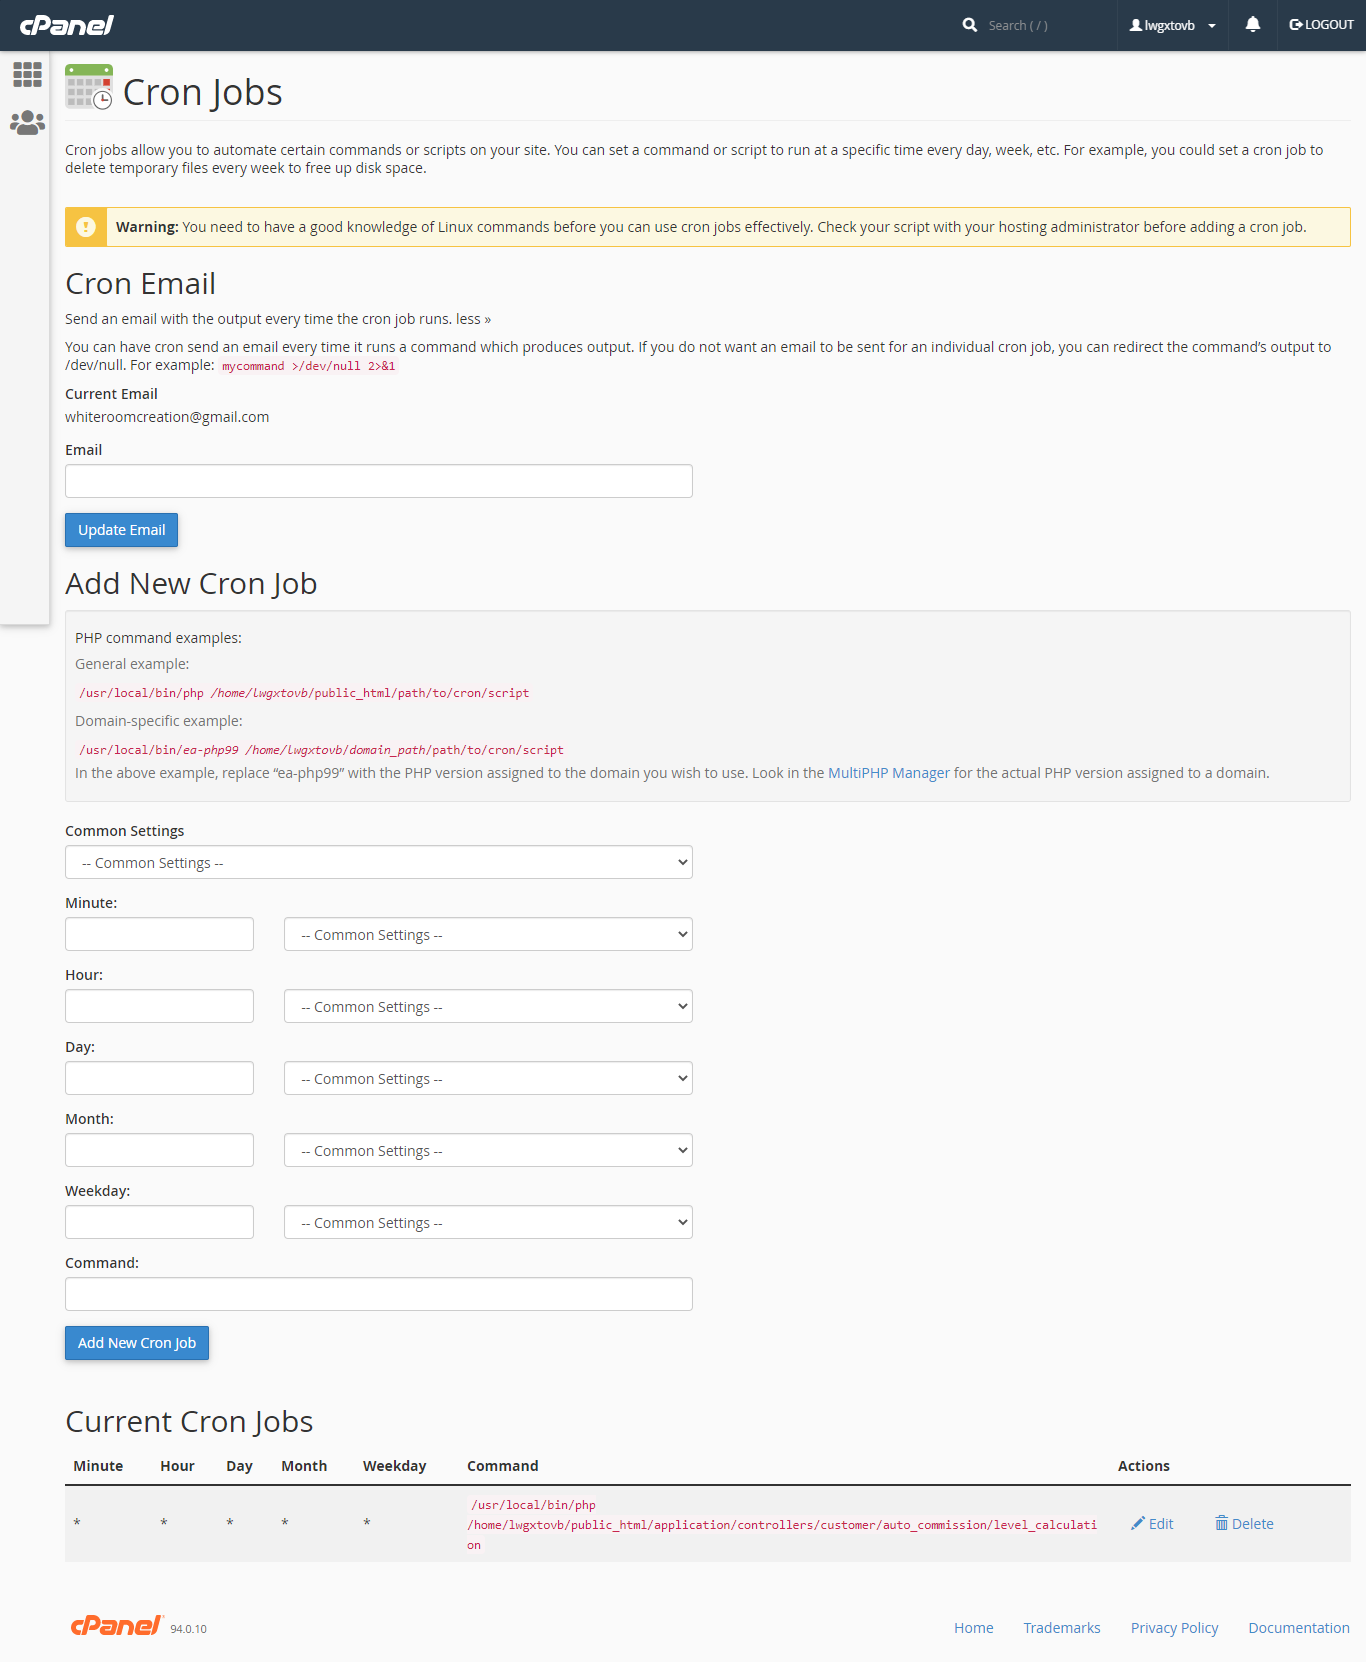 cPanel
Search ( / )
lwgxtovb
LOGOUT
Cron Jobs
Cron jobs allow you to automate certain commands or scripts on your site. You can set a command or script to run at a specific time every day, week, etc. For example, you could set a cron job to
delete temporary files every week to free up disk space.
Warning: You need to have a good knowledge of Linux commands before you can use cron jobs effectively. Check your script with your hosting administrator before adding a cron job.
Cron Email
Send an email with the output every time the cron job runs. less »
You can have cron send an email every time it runs a command which produces output. If you do not want an email to be sent for an individual cron job, you can redirect the command’s output to
/dev/null. For example: mycommand >/dev/null 2>&1
Current Email
whiteroomcreation@gmail.com
Email
Update Email
Add New Cron Job
PHP command examples:
General example:
/usr/local/bin/php /home/lwgxtovb/public_html/path/to/cron/script
Domain-specific example:
/usr/local/bin/ea-php99 /home/lwgxtovb/domain_path/path/to/cron/script
In the above example, replace “ea-php99” with the PHP version assigned to the domain you wish to use. Look in the MultiPHP Manager for the actual PHP version assigned to a domain.
Common Settings
-- Common Settings --
Minute:
-- Common Settings --
Hour:
-- Common Settings --
Day:
-- Common Settings --
Month:
-- Common Settings --
Weekday:
-- Common Settings --
Command:
Add New Cron Job
Current Cron Jobs
Minute Hour Day Month Weekday Command Actions
/usr/local/bin/php
* * * * * /home/lwgxtovb/public_html/application/controllers/customer/auto_commission/level_calculati Edit Delete
on
cPanel 94.0.10
Home Trademarks Privacy Policy Documentation